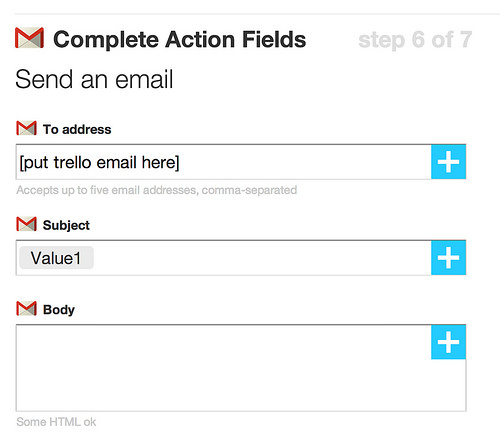 Complete Action Fields step 6 of 7
Send an email
To address
[put trello email here]
Accepts up to five email addresses, comma-separated
Subject
Value1
Body
Some HTML ok